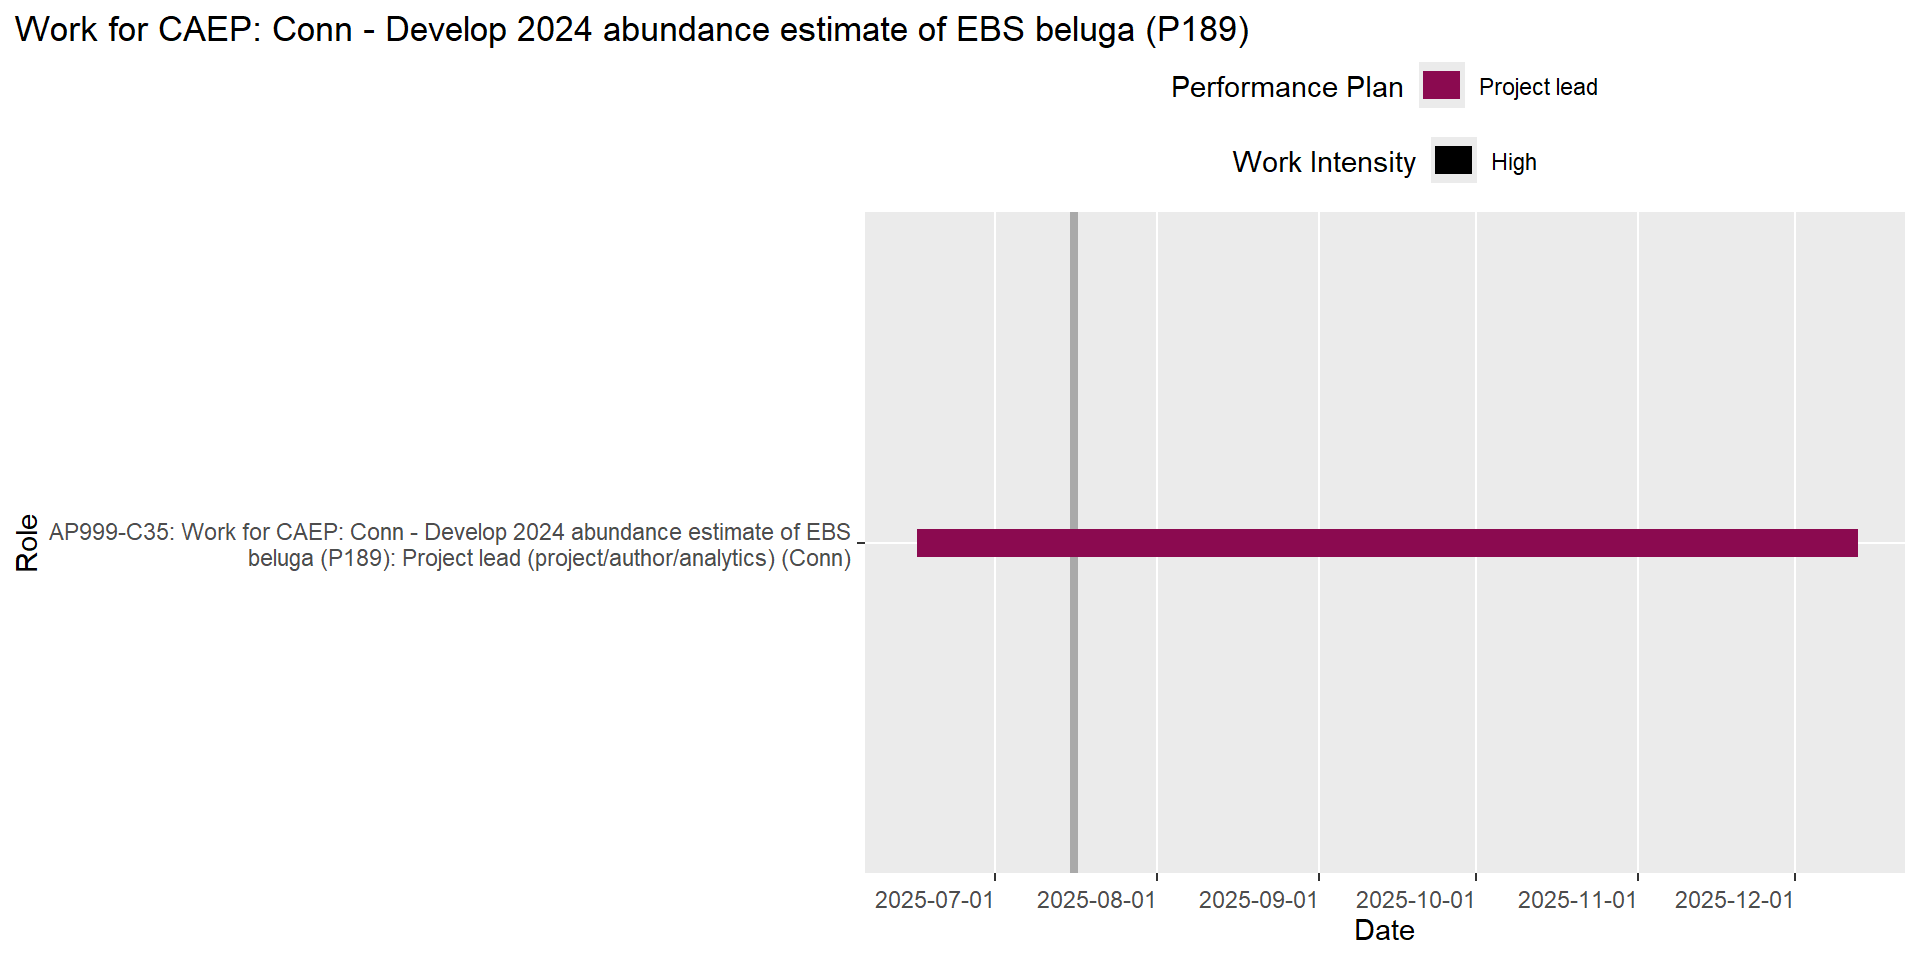 Work for CAEP: Conn - Develop 2024 abundance estimate of EBS beluga (P189)
Performance Plan
Project lead
Work Intensity
High
Role
AP999-C35: Work for CAEP: Conn - Develop 2024 abundance estimate of EBS
beluga (P189): Project lead (project/author/analytics) (Conn)
2025-07-01
2025-08-01
2025-09-01
2025-10-01
2025-11-01
2025-12-01
Date